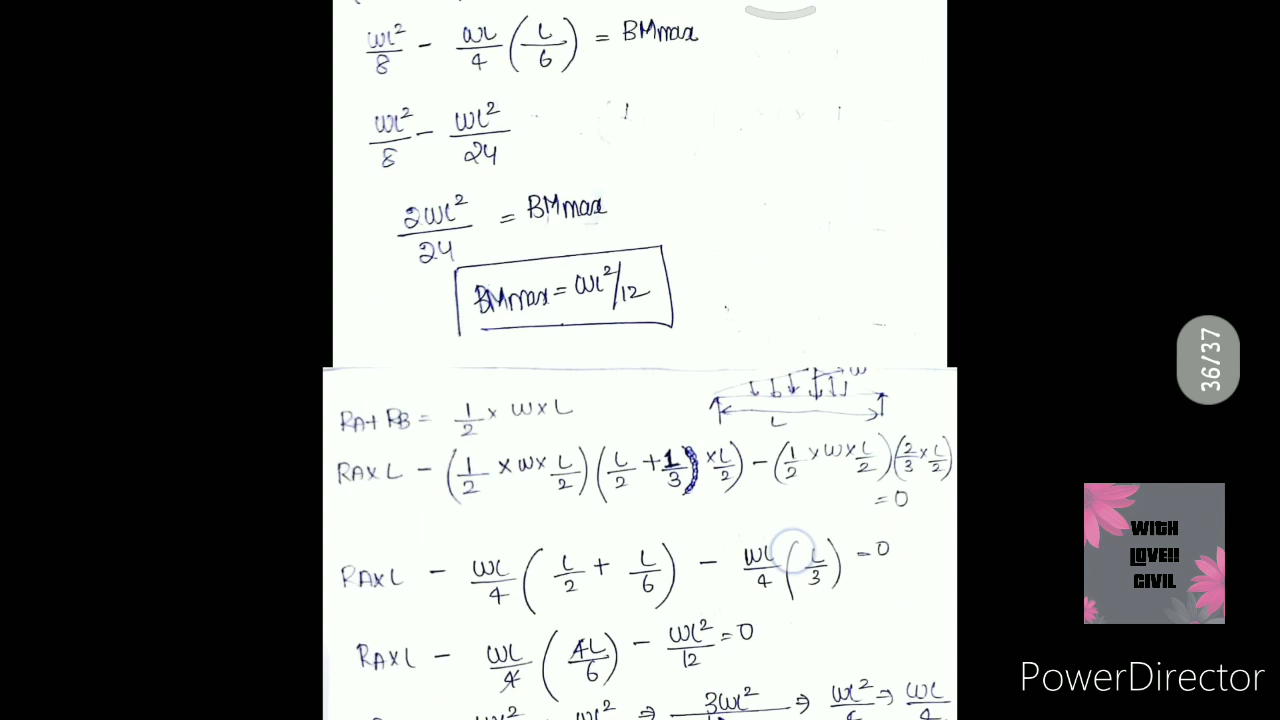 wl²/8 - wl/4 (L/6) = BMmax
wl²/8 - wl²/24
2wl²/24 = BMmax
BMmax = wl²/12
w
L
RA+RB = 1/2 × w × L
RA×L - (1/2 × w × L/2) (L/2 + 1/3) × L/2) - (1/2 × w × L/2) (2/3 × L/2)
= 0
RA×L - wl/4 (L/2 + L/6) - wl/4 (L/3) = 0
RA×L - wl/4 (4L/6) - wl²/12 = 0
3wl²
36/37
WITH
LOVE!!
CIVIL
PowerDirector